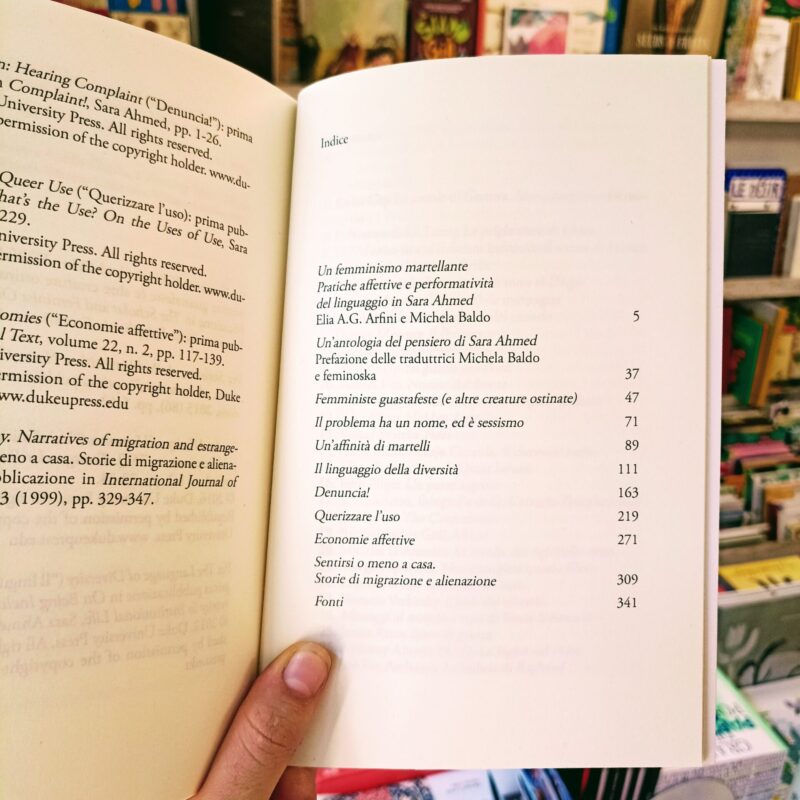 n: Hearing Complaint ("Denuncia!"): prima
n Complaint!, Sara Ahmed, pp. 1-26.
University Press. All rights reserved.
permission of the copyright holder. www.du-
Queer Use ("Querizzare l'uso): prima pub-
hat's the Use? On the Uses of Use, Sara
229.
niversity Press. All rights reserved.
ermission of the copyright holder. www.du-
omies ("Economie affettive"): prima pub-
l Text, volume 22, n. 2, pp. 117-139.
iversity Press. All rights reserved.
ermission of the copyright holder, Duke
www.dukeupress.edu
y. Narratives of migration and estrange-
meno a casa. Storie di migrazione e aliena-
bblicazione in International Journal of
3 (1999), pp. 329-347.
Indice
Un femminismo martellante
Pratiche affettive e performatività
del linguaggio in Sara Ahmed
Elia A.G. Arfini e Michela Baldo 5
Un'antologia del pensiero di Sara Ahmed
Prefazione delle traduttrici Michela Baldo
e feminoska 37
Femministe guastafeste (e altre creature ostinate) 47
Il problema ha un nome, ed è sessismo 71
Un'affinità di martelli 89
Il linguaggio della diversità 111
Denuncia! 163
Querizzare l'uso 219
Economie affettive 271
Sentirsi o meno a casa.
Storie di migrazione e alienazione 309
Fonti 341